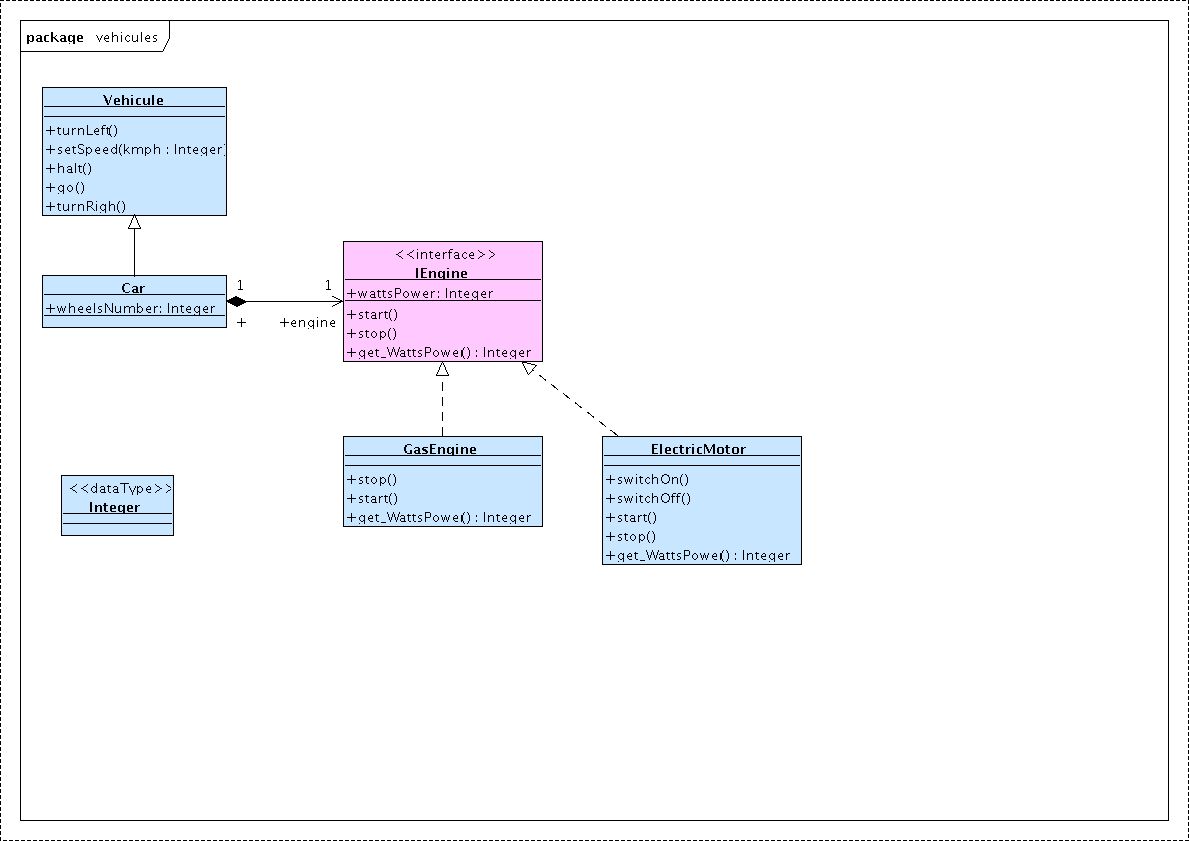 package vehicules
Vehicule
+turnLeft()
+setSpeed(kmph : Integer)
+halt()
+go()
+turnRigh()
Car
+wheelsNumber: Integer
1
1
+
+engine
<<interface>>
IEngine
+wattsPower: Integer
+start()
+stop()
+get_WattsPower() : Integer
GasEngine
+stop()
+start()
+get_WattsPower() : Integer
ElectricMotor
+switchOn()
+switchOff()
+start()
+stop()
+get_WattsPower() : Integer
<<dataType>>
Integer